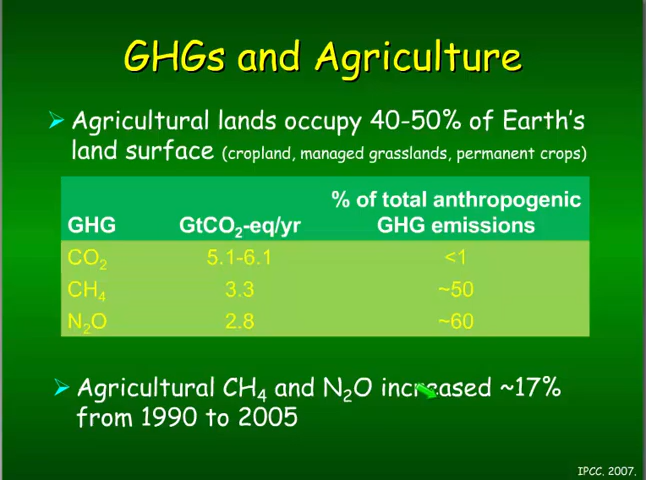 GHGs and Agriculture
Agricultural lands occupy 40-50% of Earth's
land surface (cropland, managed grasslands, permanent crops)
% of total anthropogenic
GHG GtCO₂-eq/yr GHG emissions
CO₂ 5.1-6.1 <1
CH₄ 3.3 ~50
N₂O 2.8 ~60
Agricultural CH₄ and N₂O increased ~17%
from 1990 to 2005
IPCC. 2007.